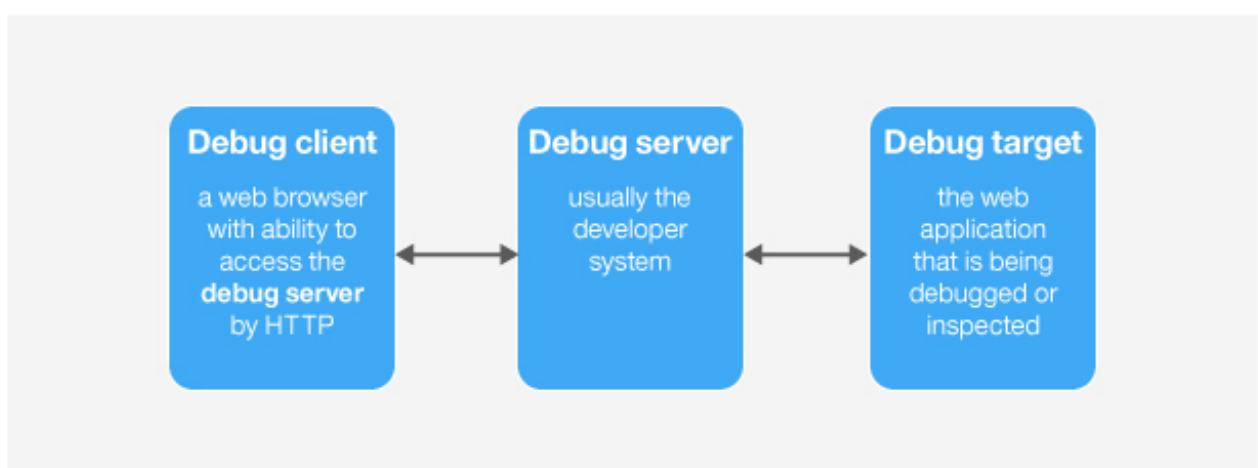 Debug client
a web browser
with ability to
access the
debug server
by HTTP
Debug server
usually the
developer
system
Debug target
the web
application
that is being
debugged or
inspected